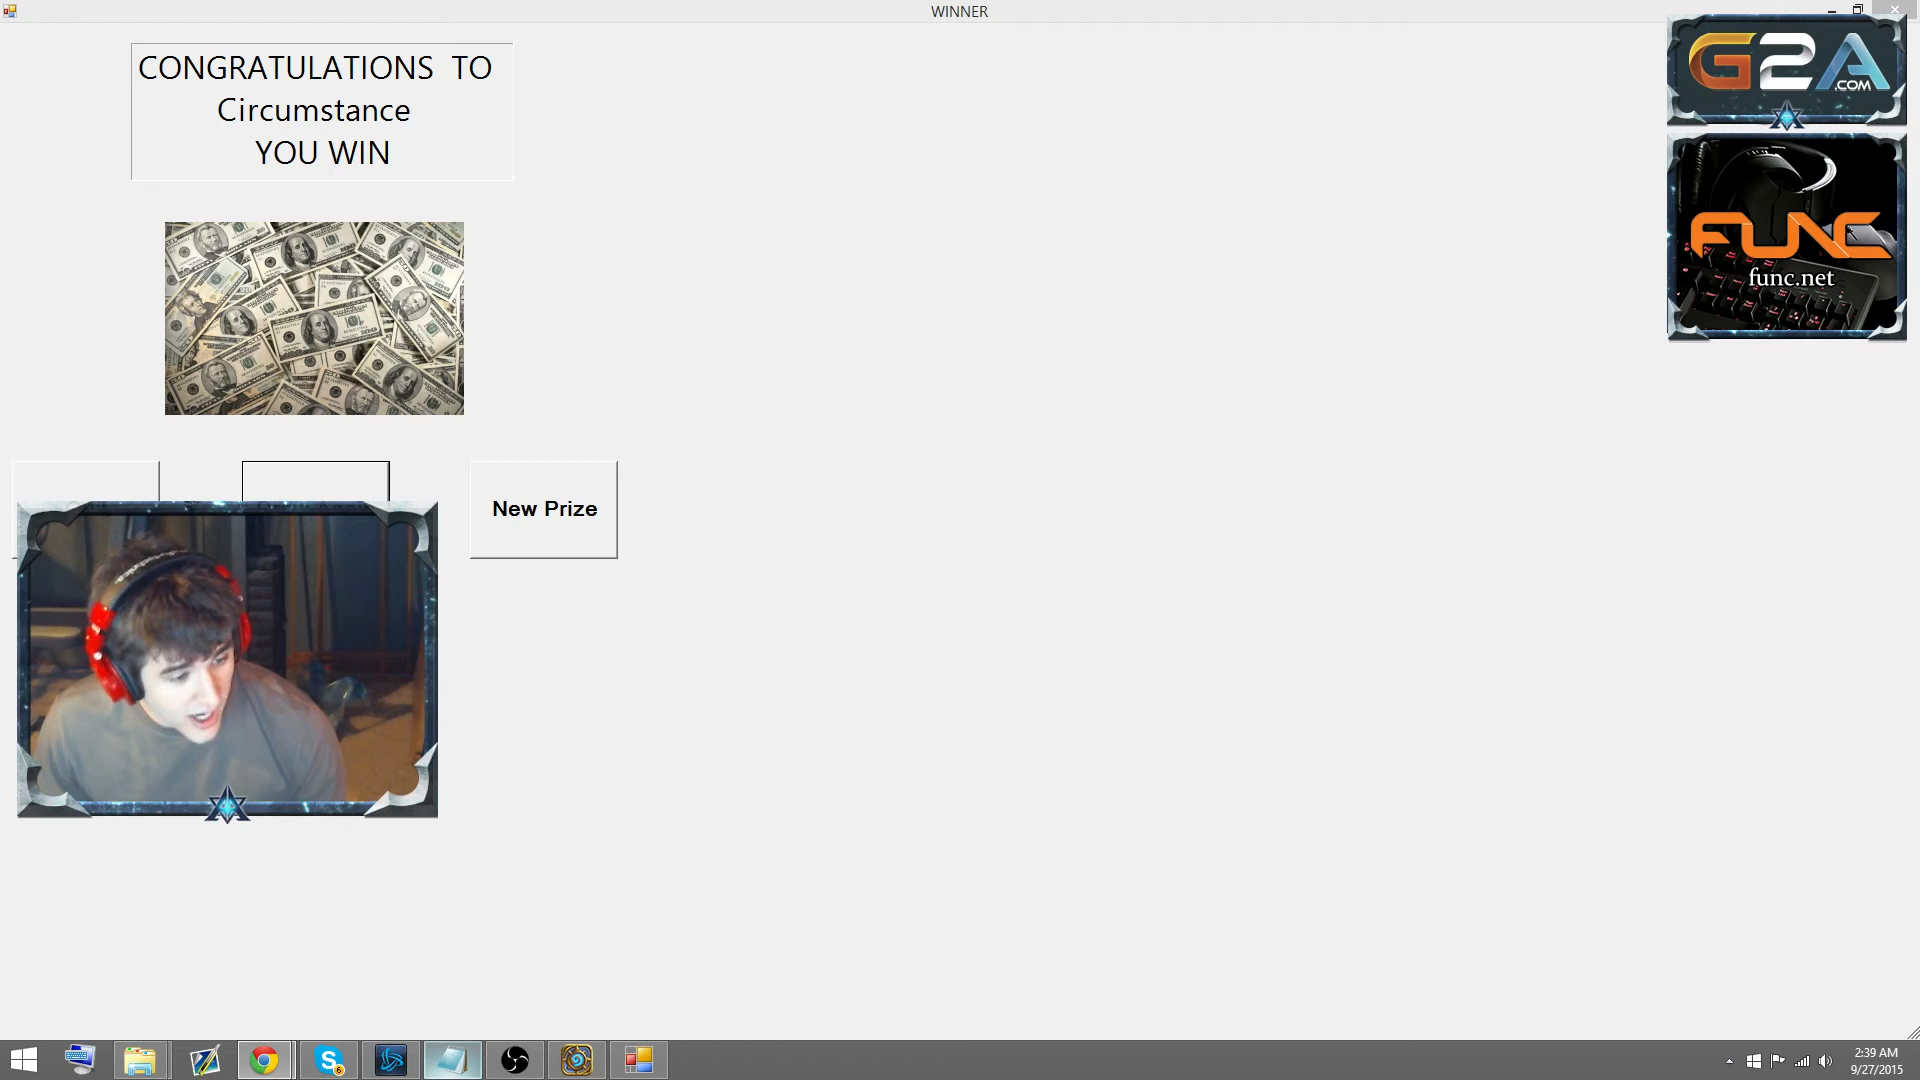 WINNER
CONGRATULATIONS TO
Circumstance
YOU WIN
G2A
.COM
FUNC
func.net
New Prize
2:39 AM
9/27/2015